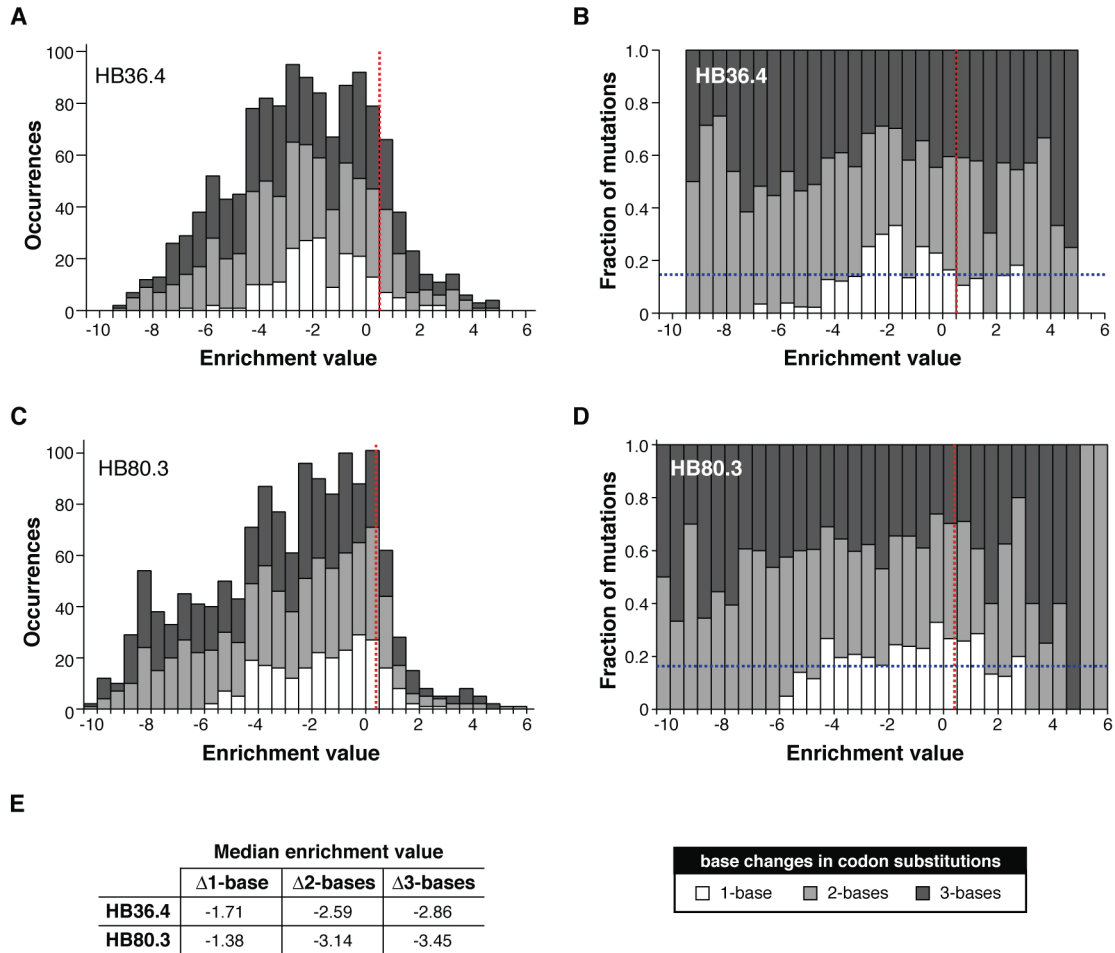 A
HB36.4
Occurrences
100
80
60
40
20
0
-10 -8 -6 -4 -2 0 2 4 6
Enrichment value
B
HB36.4
Fraction of mutations
1.0
0.8
0.6
0.4
0.2
0
-10 -8 -6 -4 -2 0 2 4 6
Enrichment value
C
HB80.3
Occurrences
100
80
60
40
20
0
-10 -8 -6 -4 -2 0 2 4 6
Enrichment value
D
HB80.3
Fraction of mutations
1.0
0.8
0.6
0.4
0.2
0
-10 -8 -6 -4 -2 0 2 4 6
Enrichment value
E
Median enrichment value
Δ1-base Δ2-bases Δ3-bases
HB36.4 -1.71 -2.59 -2.86
HB80.3 -1.38 -3.14 -3.45
base changes in codon substitutions
1-base 2-bases 3-bases